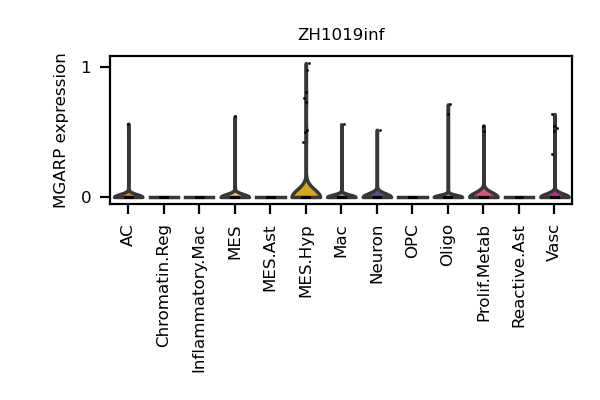 ZH1019inf
MGARP expression
1
0
AC
Chromatin.Reg
Inflammatory.Mac
MES
MES.Ast
MES.Hyp
Mac
Neuron
OPC
Oligo
Prolif.Metab
Reactive.Ast
Vasc